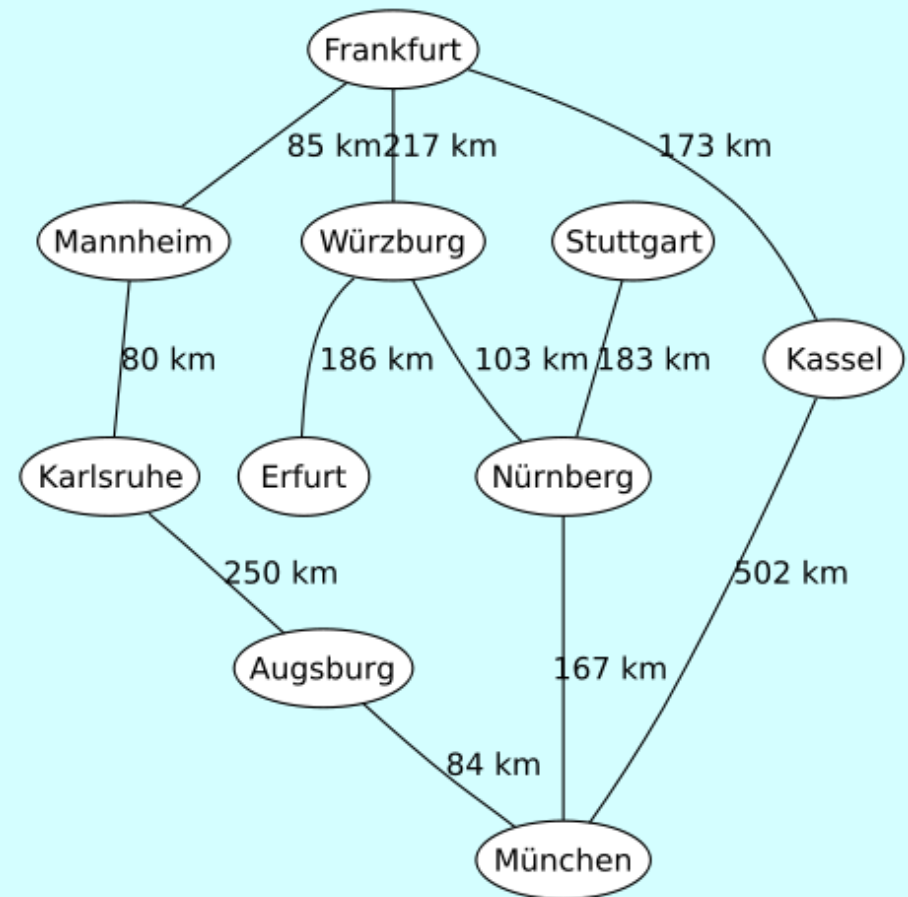 Frankfurt
85 km
217 km
173 km
Mannheim
Würzburg
Stuttgart
80 km
186 km
103 km
183 km
Kassel
Karlsruhe
Erfurt
Nürnberg
250 km
502 km
Augsburg
167 km
84 km
München